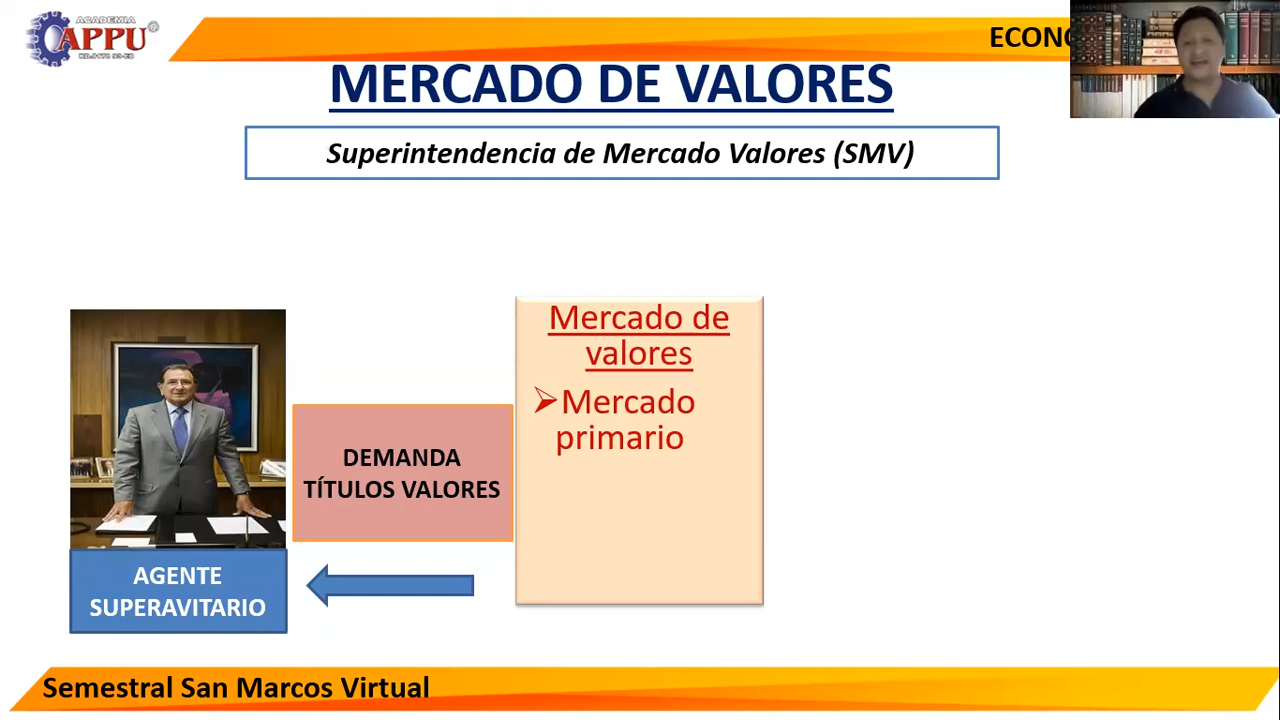 ACADEMIA
APPU
ECONO
MERCADO DE VALORES
Superintendencia de Mercado Valores (SMV)
Mercado de
valores
Mercado
primario
DEMANDA
TÍTULOS VALORES
AGENTE
SUPERAVITARIO
Semestral San Marcos Virtual